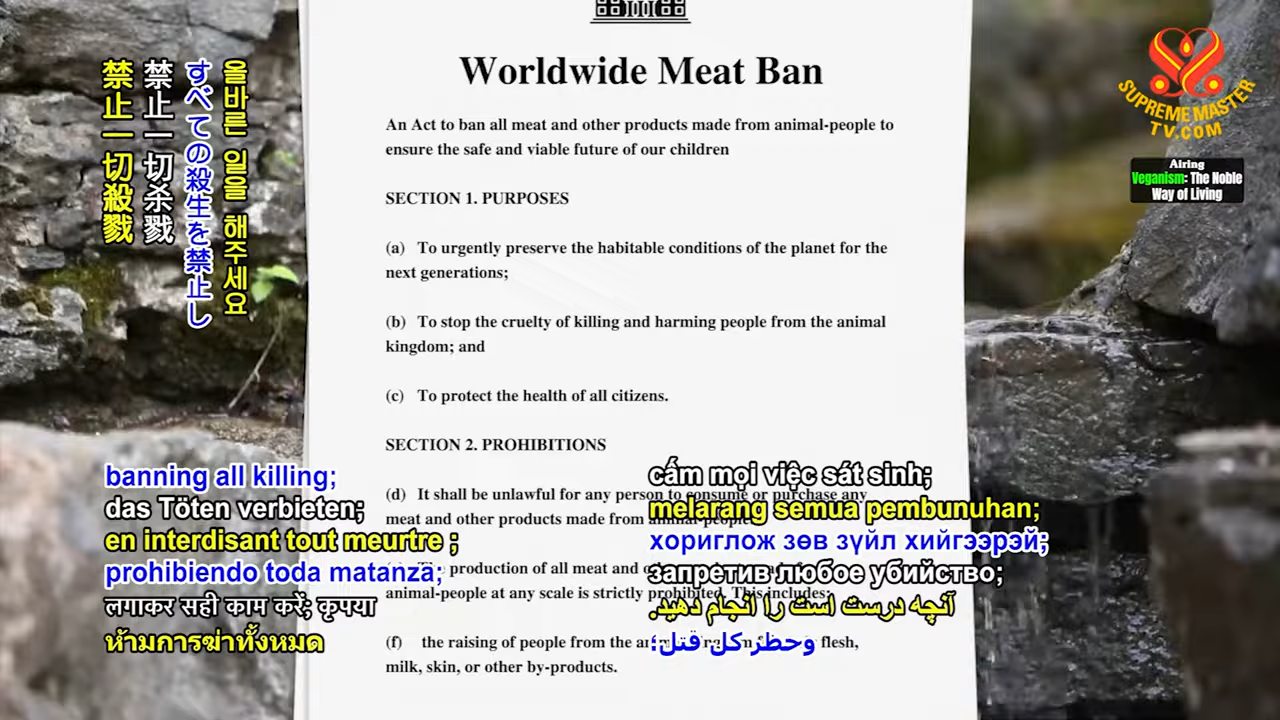 Worldwide Meat Ban
An Act to ban all meat and other products made from animal-people to
ensure the safe and viable future of our children
SECTION 1. PURPOSES
(a) To urgently preserve the habitable conditions of the planet for the
next generations;
(b) To stop the cruelty of killing and harming people from the animal
kingdom; and
(c) To protect the health of all citizens.
SECTION 2. PROHIBITIONS
(d) It shall be unlawful for any person to consume or purchase any
meat and other products made from animal-people
production of all meat and
animal-people at any scale is strictly prohibited. This includes:
(f) the raising of people from the flesh,
milk, skin, or other by-products.
SUPREME MASTER
TV.COM
Airing
Veganism: The Noble
Way of Living
禁止一切殺戮
禁止一切杀戮
すべての殺生を禁止し
올바른 일을 해주세요
banning all killing;
das Töten verbieten;
en interdisant tout meurtre ;
prohibiendo toda matanza;
लगाकर सही काम करें; कृपया
ห้ามการฆ่าทั้งหมด
cấm mọi việc sát sinh;
melarang semua pembunuhan;
хориглож зөв зүйл хийгээрэй;
запретив любое убийство;
آنچه درست است را انجام دهید.
وحظر كل قتل؛